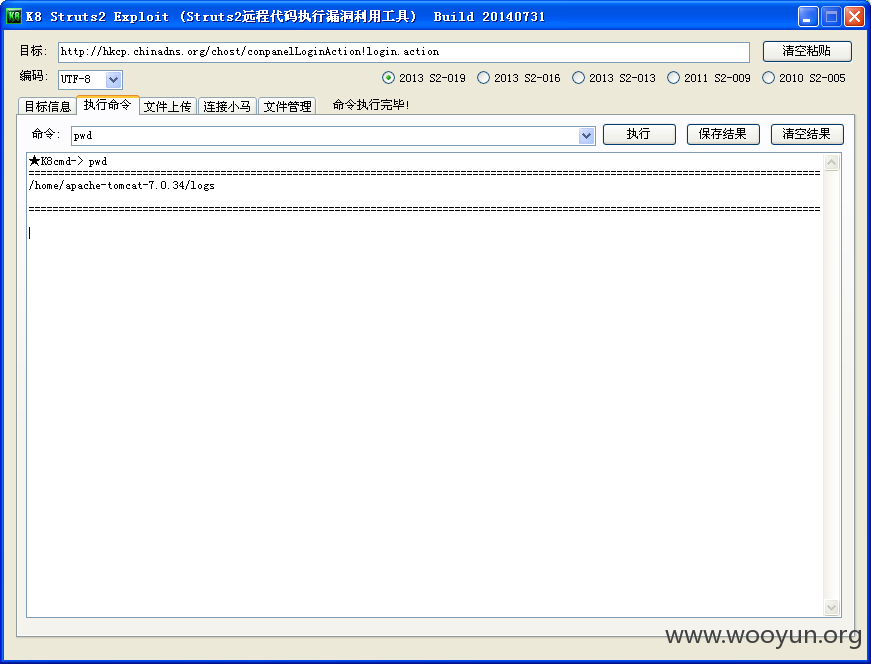 K8 K8 Struts2 Exploit (Struts2远程代码执行漏洞利用工具) Build 20140731
目标: http://hkcp.chinadns.org/chost/conpanelLoginAction!login.action 清空粘贴
编码: UTF-8 2013 S2-019 2013 S2-016 2013 S2-013 2011 S2-009 2010 S2-005
目标信息 执行命令 文件上传 连接小马 文件管理 命令执行完毕!
命令: pwd 执行 保存结果 清空结果
★K8cmd-> pwd
/home/apache-tomcat-7.0.34/logs
www.wooyun.org